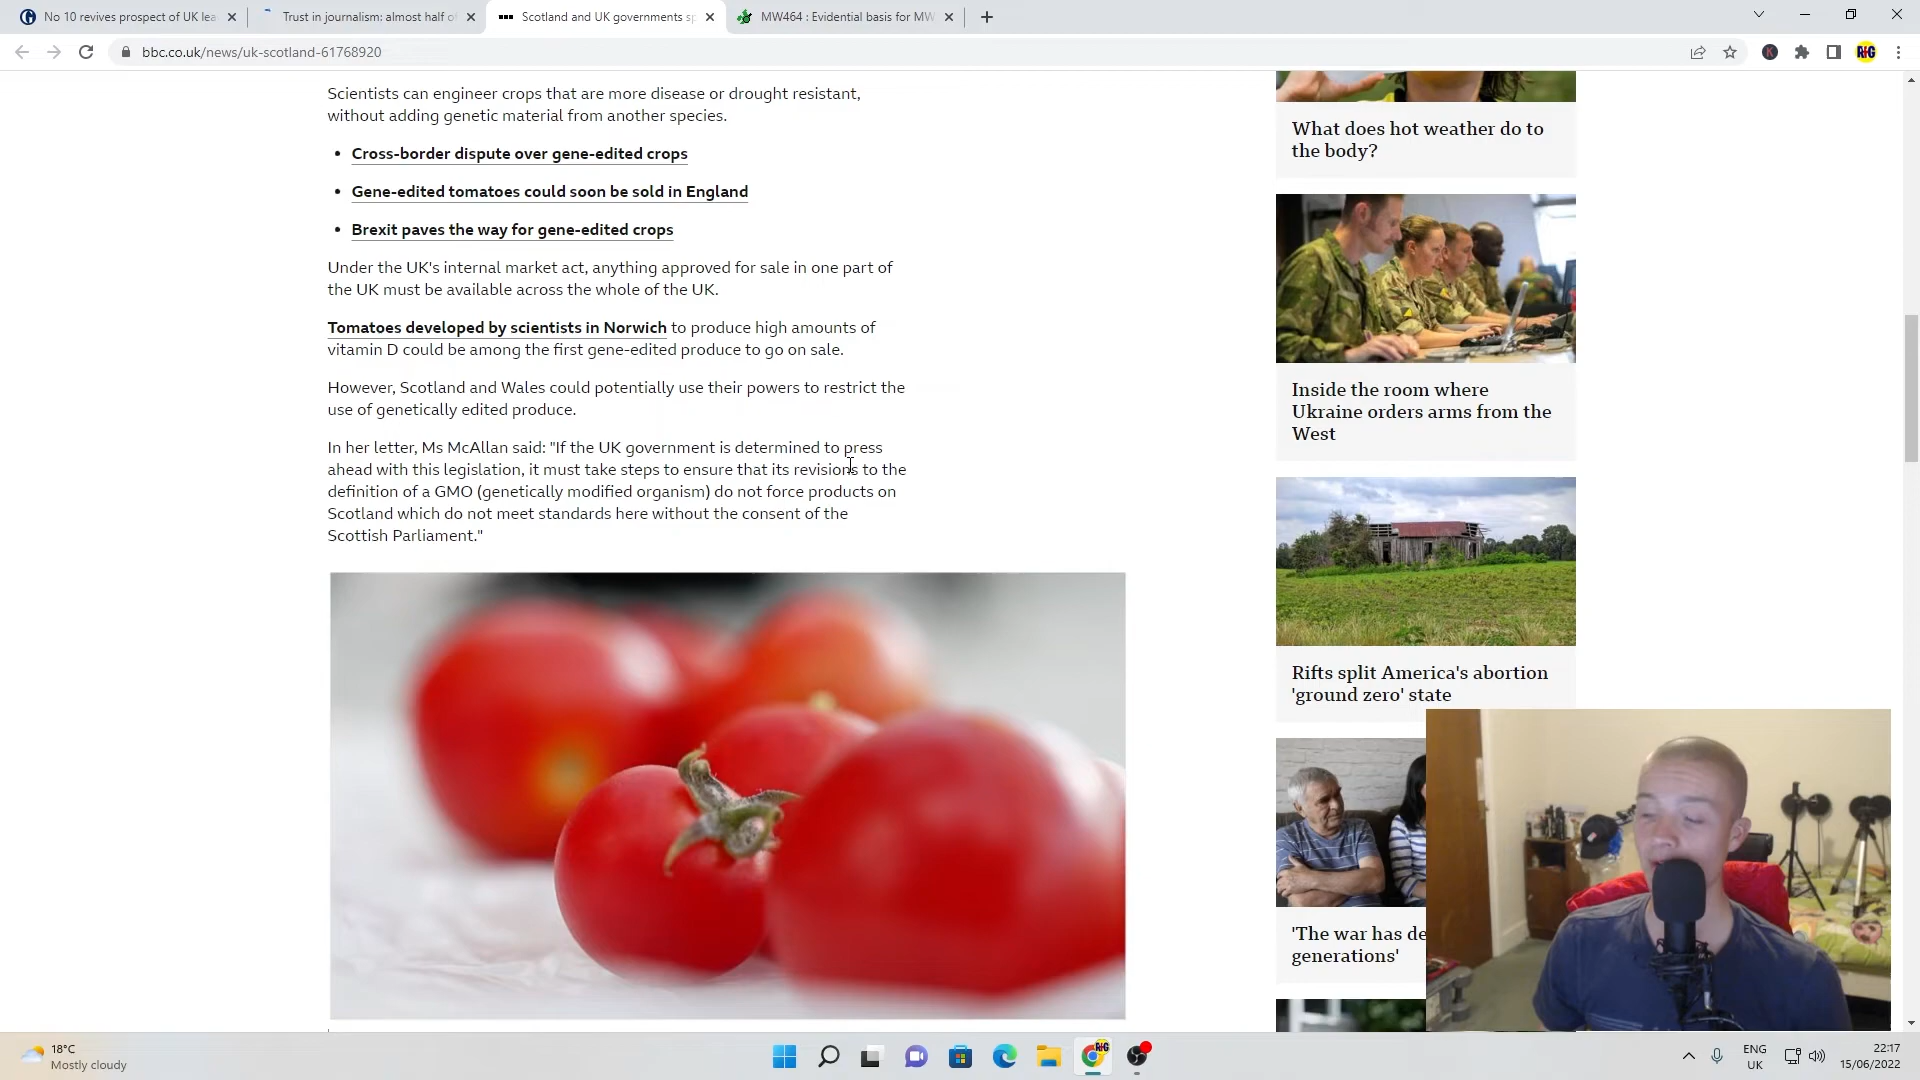 No 10 revives prospect of UK lea
Trust in journalism: almost half of
Scotland and UK governments sp
MW464 : Evidential basis for MW
bbc.co.uk/news/uk-scotland-61768920
K
RIG
Scientists can engineer crops that are more disease or drought resistant,
without adding genetic material from another species.
• Cross-border dispute over gene-edited crops
• Gene-edited tomatoes could soon be sold in England
• Brexit paves the way for gene-edited crops
Under the UK's internal market act, anything approved for sale in one part of
the UK must be available across the whole of the UK.
Tomatoes developed by scientists in Norwich to produce high amounts of
vitamin D could be among the first gene-edited produce to go on sale.
However, Scotland and Wales could potentially use their powers to restrict the
use of genetically edited produce.
In her letter, Ms McAllan said: "If the UK government is determined to press
ahead with this legislation, it must take steps to ensure that its revisions to the
definition of a GMO (genetically modified organism) do not force products on
Scotland which do not meet standards here without the consent of the
Scottish Parliament."
What does hot weather do to
the body?
Inside the room where
Ukraine orders arms from the
West
Rifts split America's abortion
'ground zero' state
'The war has de
generations'
18°C
Mostly cloudy
RIG
ENG
UK
22:17
15/06/2022